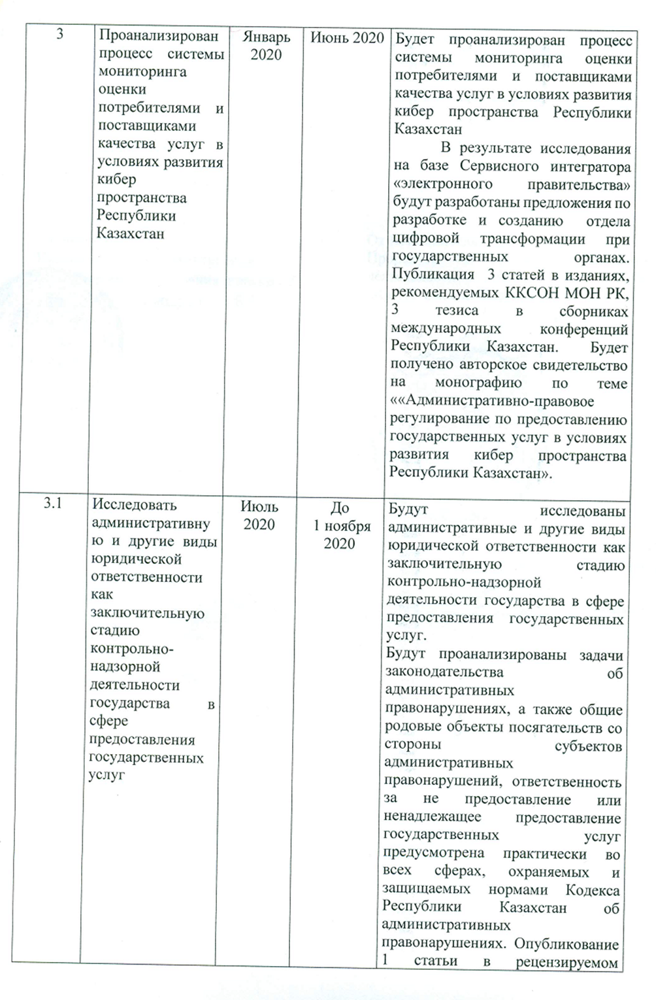 3
Проанализирован
процесс системы
мониторинга
оценки
потребителями и
поставщиками
качества услуг в
условиях развития
кибер
пространства
Республики
Казахстан
Январь
2020
Июнь 2020
Будет проанализирован процесс
системы мониторинга оценки
потребителями и поставщиками
качества услуг в условиях развития
кибер пространства Республики
Казахстан
В результате исследования
на базе Сервисного интегратора
«электронного правительства»
будут разработаны предложения по
разработке и созданию отдела
цифровой трансформации при
государственных органах.
Публикация 3 статей в изданиях,
рекомендуемых ККСОН МОН РК,
3 тезиса в сборниках
международных конференций
Республики Казахстан. Будет
получено авторское свидетельство
на монографию по теме
««Административно-правовое
регулирование по предоставлению
государственных услуг в условиях
развития кибер пространства
Республики Казахстан».
3.1
Исследовать
административну
ю и другие виды
юридической
ответственности
как
заключительную
стадию
контрольно-
надзорной
деятельности
государства в
сфере
предоставления
государственных
услуг
Июль
2020
До
1 ноября
2020
Будут исследованы
административные и другие виды
юридической ответственности как
заключительную стадию
контрольно-надзорной
деятельности государства в сфере
предоставления государственных
услуг.
Будут проанализированы задачи
законодательства об
административных
правонарушениях, а также общие
родовые объекты посягательств со
стороны субъектов
административных
правонарушений, ответственность
за не предоставление или
ненадлежащее предоставление
государственных услуг
предусмотрена практически во
всех сферах, охраняемых и
защищаемых нормами Кодекса
Республики Казахстан об
административных
правонарушениях. Опубликование
1 статьи в рецензируемом